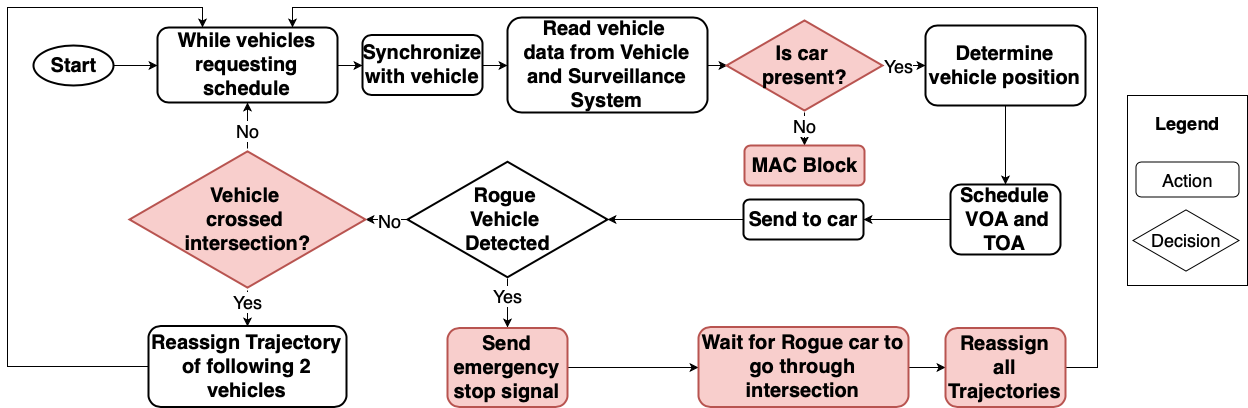 Start
While vehicles
requesting
schedule
Synchronize
with vehicle
Read vehicle
data from Vehicle
and Surveillance
System
Is car
present?
Yes
Determine
vehicle position
No
MAC Block
Schedule
VOA and
TOA
Send to car
Rogue
Vehicle
Detected
No
Vehicle
crossed
intersection?
No
Yes
Reassign Trajectory
of following 2
vehicles
Yes
Send
emergency
stop signal
Wait for Rogue car to
go through
intersection
Reassign
all
Trajectories
Legend
Action
Decision